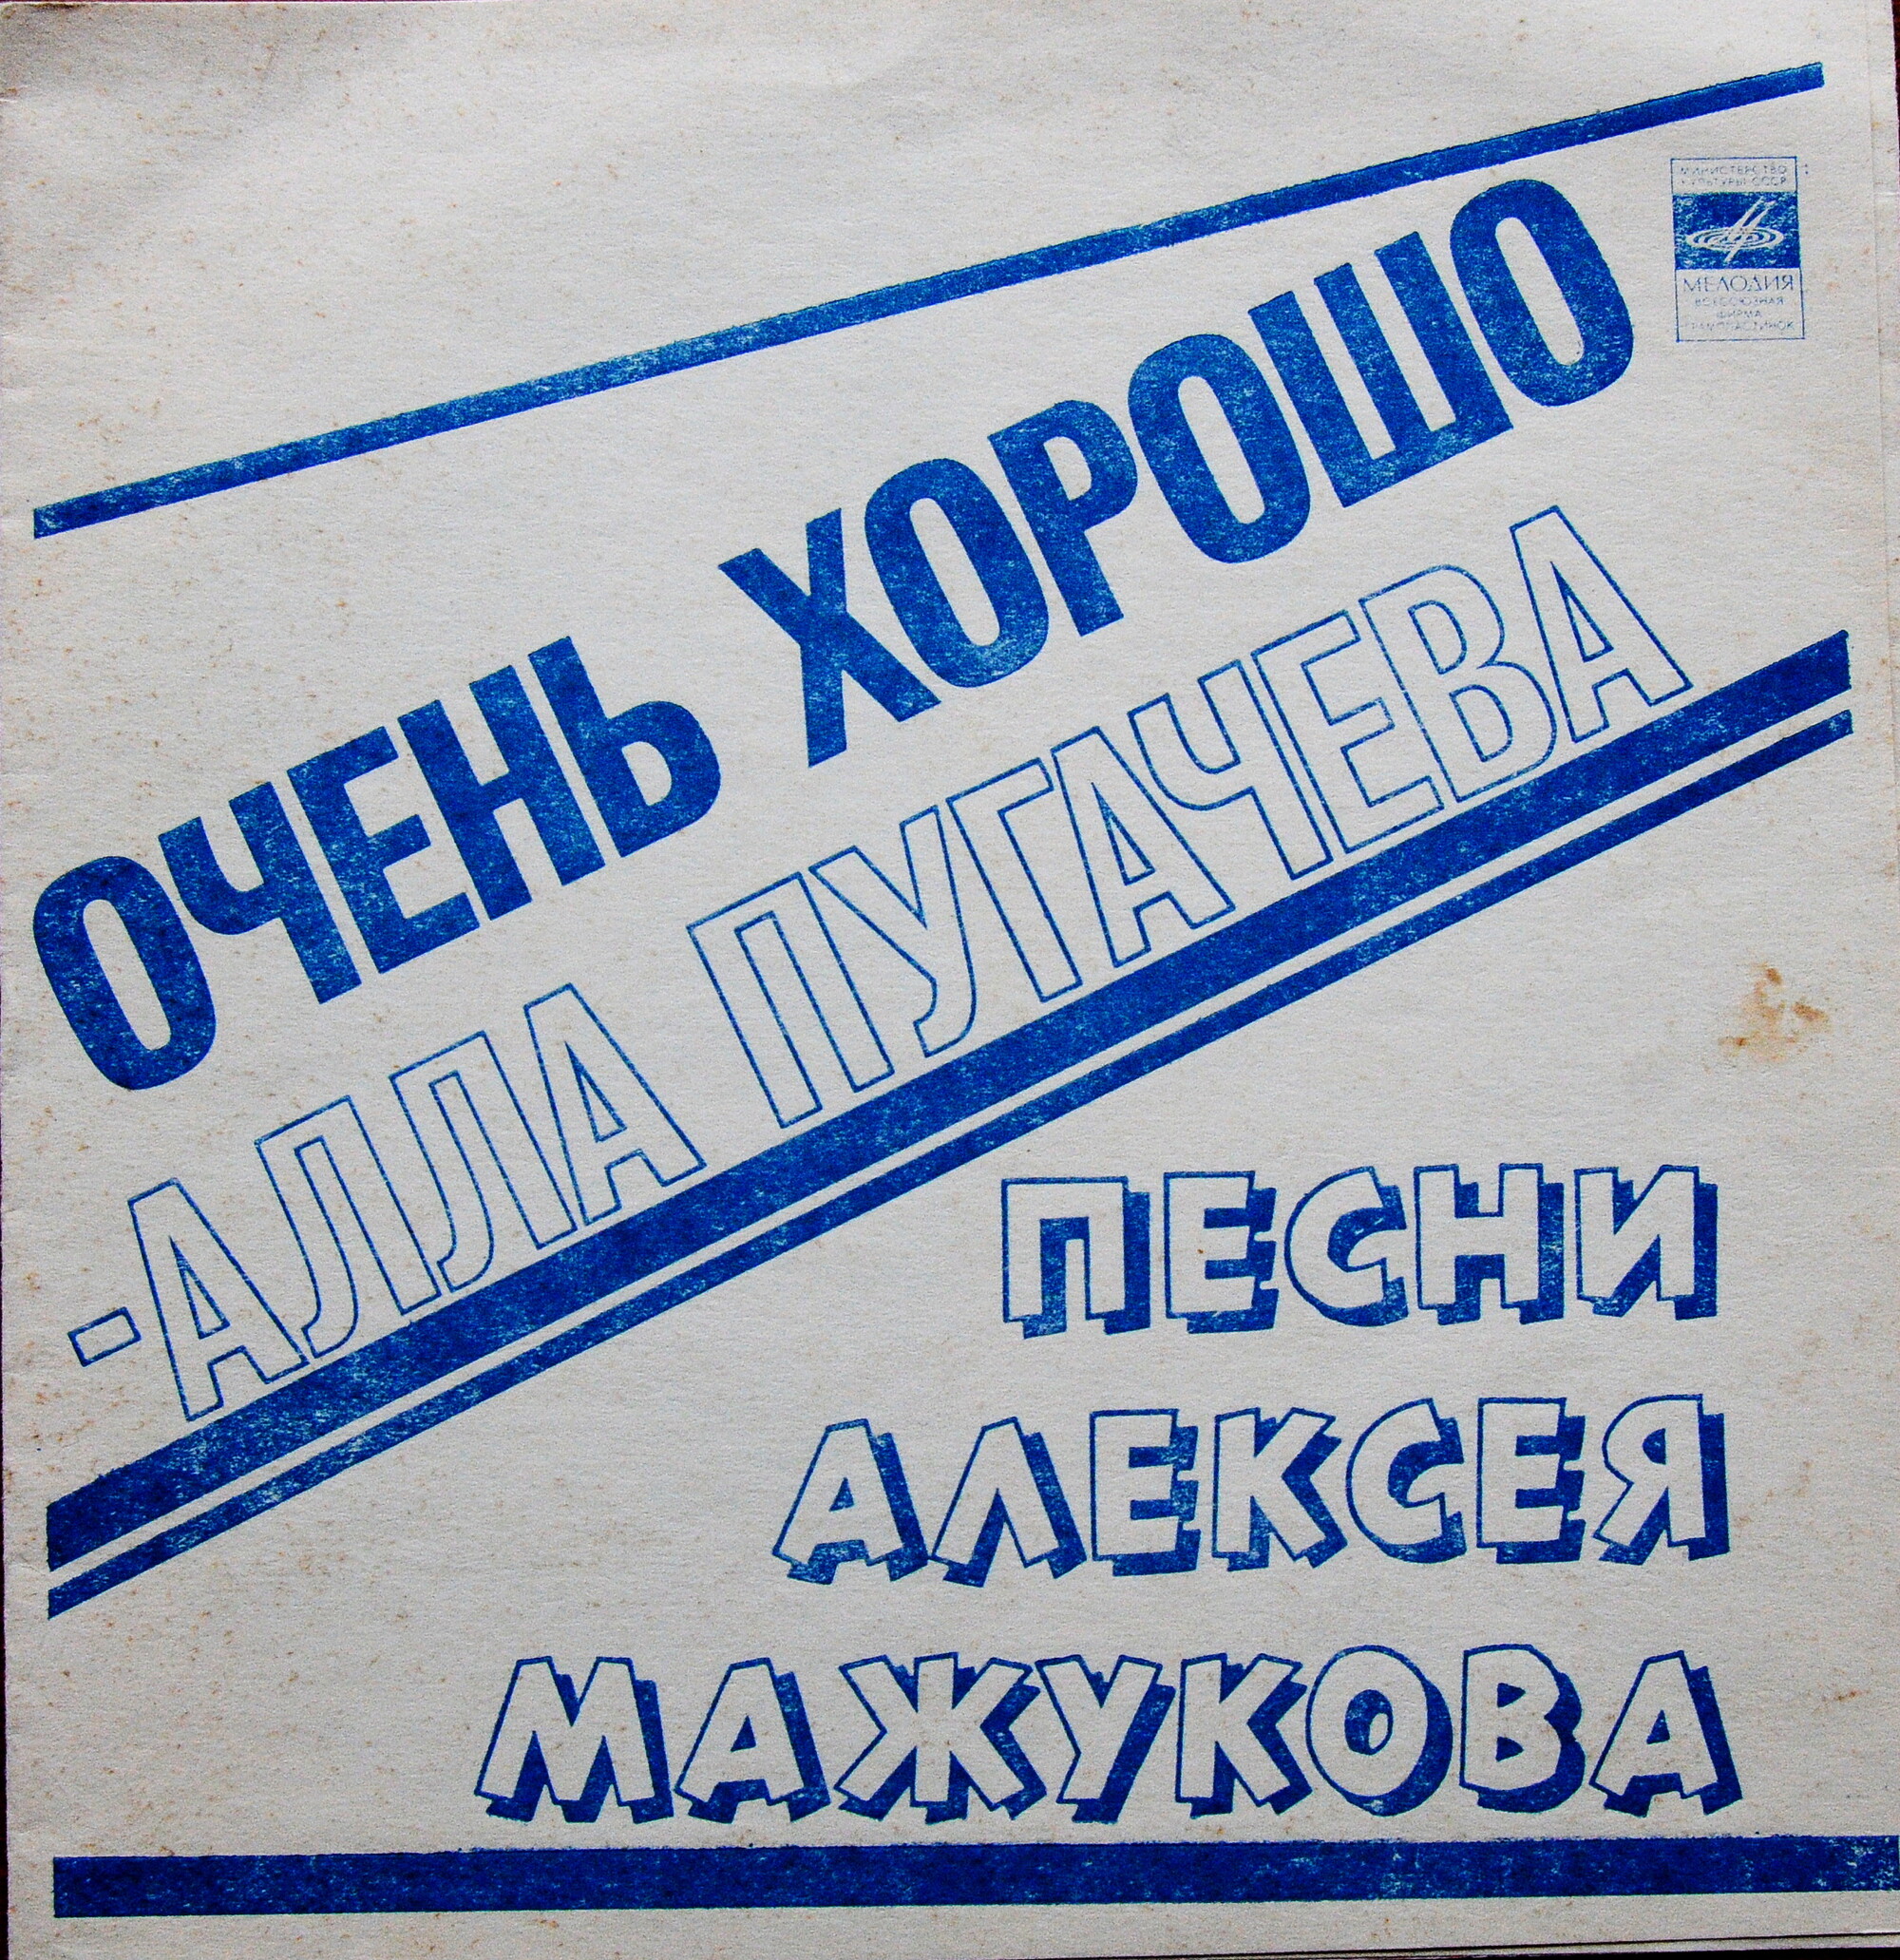 МИНИСТЕРСТВО
КУЛЬТУРЫ СССР
МЕЛОДИЯ
ВСЕСОЮЗНАЯ
ФИРМА
ГРАМПЛАСТИНОК
ОЧЕНЬ ХОРОШО
-АЛЛА ПУГАЧЕВА
ПЕСНИ
АЛЕКСЕЯ
МАЖУКОВА